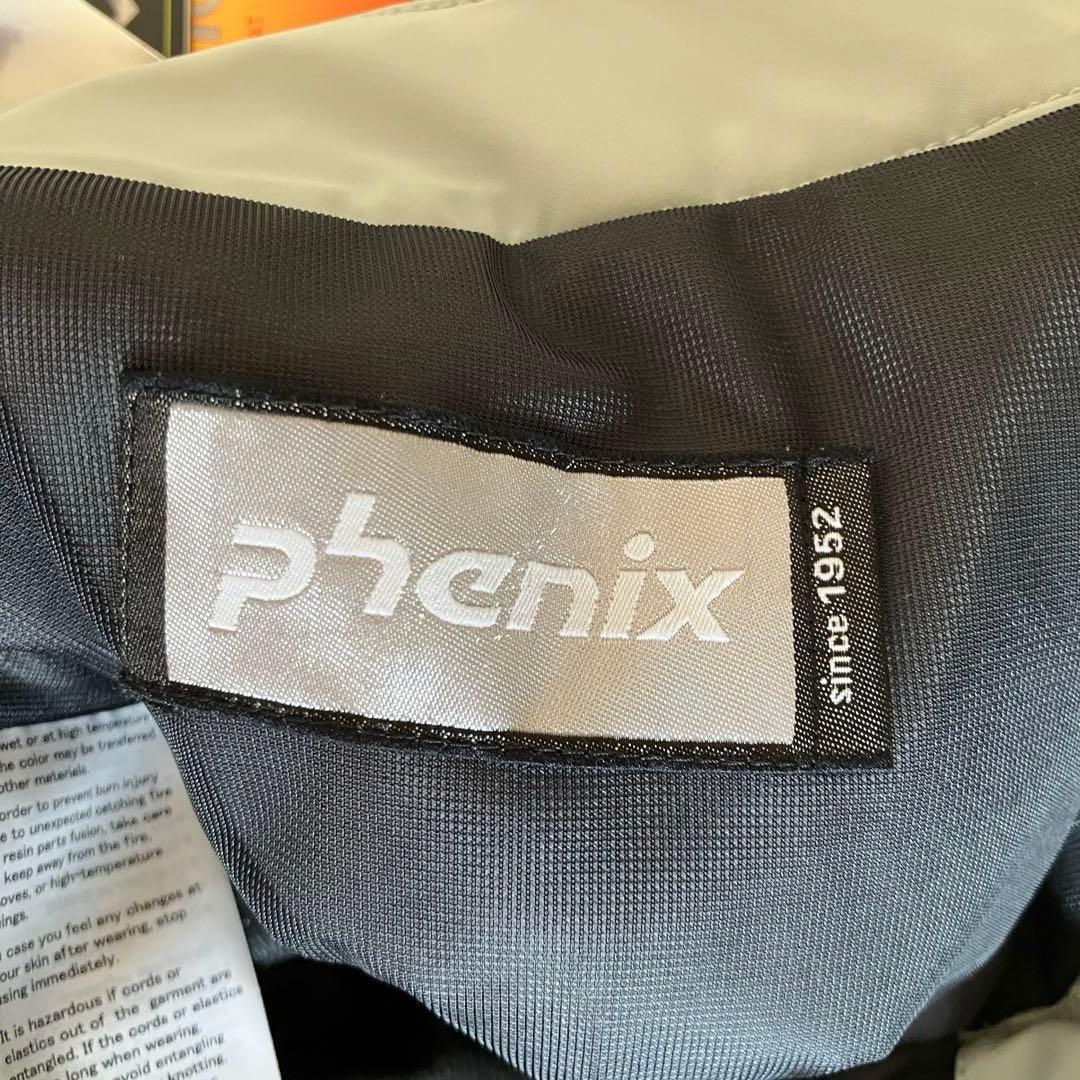 phenix
since 1952
wet or at high temperature
he color may be transferred
other materials.
order to prevent burn injury
e to unexpected catching fire
resin parts fusion, take care
keep away from the fire,
oves, or high-temperature
ings.
case you feel any changes at
our skin after wearing, stop
using immediately.
It is hazardous if cords or
elastics out of the garment are
entangled. If the cords or elastics
long when wearing,
avoid entangling
knotting.